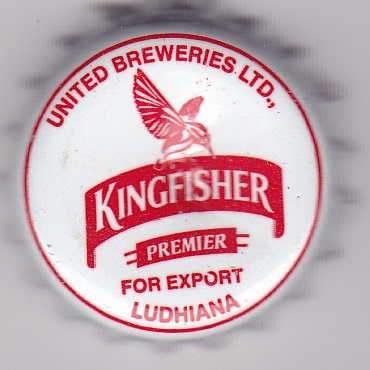 UNITED BREWERIES LTD.,
KINGFISHER
PREMIER
FOR EXPORT
LUDHIANA